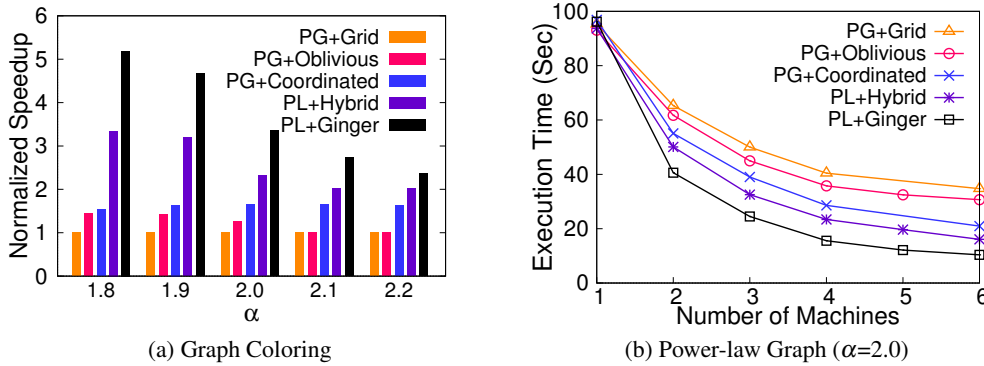 6
5
4
3
2
1
0
Normalized Speedup
PG+Grid
PG+Oblivious
PG+Coordinated
PL+Hybrid
PL+Ginger
1.8 1.9 2.0 2.1 2.2
α
(a) Graph Coloring
100
80
60
40
20
0
Execution Time (Sec)
PG+Grid
PG+Oblivious
PG+Coordinated
PL+Hybrid
PL+Ginger
1 2 3 4 5 6
Number of Machines
(b) Power-law Graph (α=2.0)